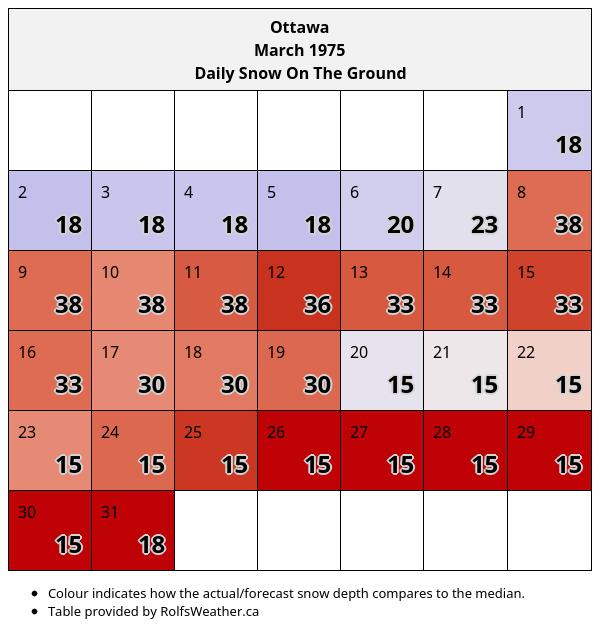 Ottawa
March 1975
Daily Snow On The Ground
1
18
2 3 4 5 6 7 8
18 18 18 18 20 23 38
9 10 11 12 13 14 15
38 38 38 36 33 33 33
16 17 18 19 20 21 22
33 30 30 30 15 15 15
23 24 25 26 27 28 29
15 15 15 15 15 15 15
30 31
15 18
Colour indicates how the actual/forecast snow depth compares to the median.
Table provided by RolfsWeather.ca